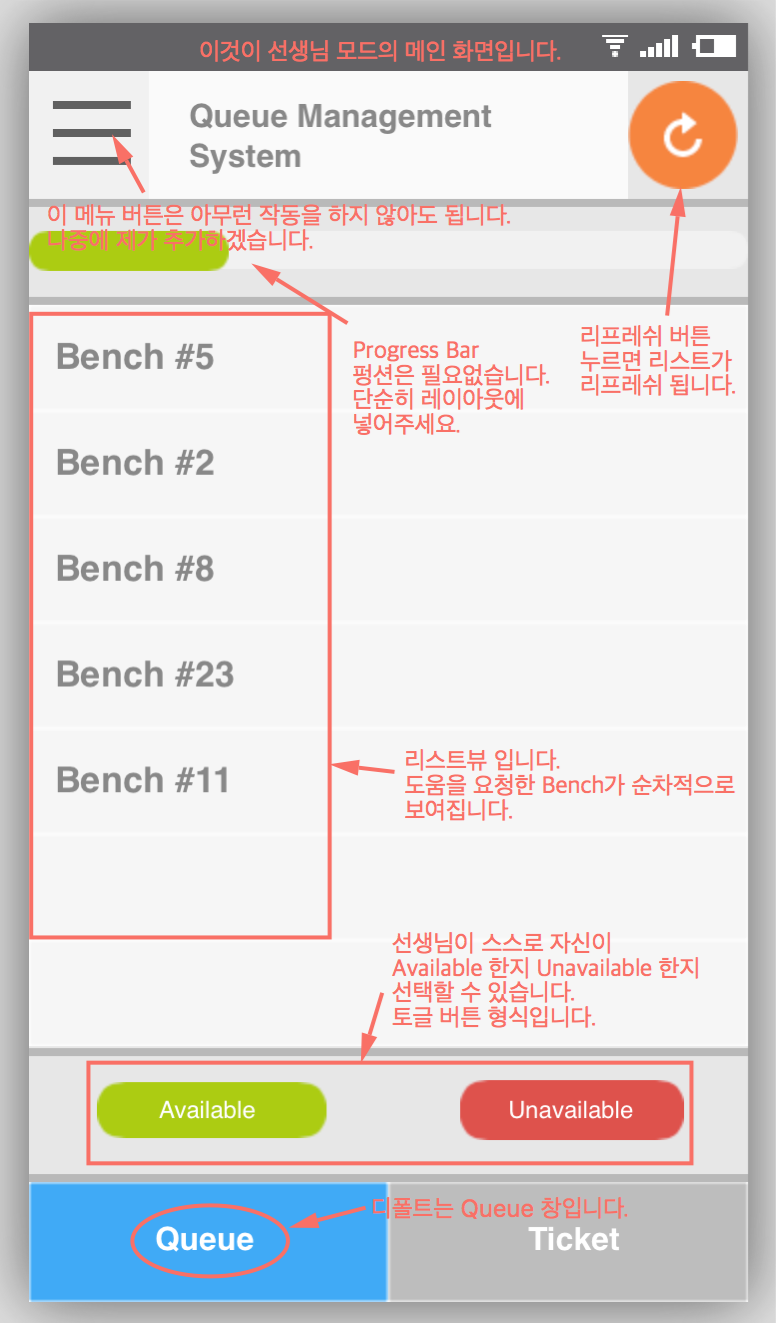 이것이 선생님 모드의 메인 화면입니다.
Queue Management
System
이 메뉴 버튼은 아무런 작동을 하지 않아도 됩니다.
나중에 제가 추가하겠습니다.
Progress Bar
펑션은 필요없습니다.
단순히 레이아웃에
넣어주세요.
리프레쉬 버튼
누르면 리스트가
리프레쉬 됩니다.
Bench #5
Bench #2
Bench #8
Bench #23
Bench #11
리스트뷰 입니다.
도움을 요청한 Bench가 순차적으로
보여집니다.
선생님이 스스로 자신이
Available 한지 Unavailable 한지
선택할 수 있습니다.
토글 버튼 형식입니다.
Available
Unavailable
디폴트는 Queue 창입니다.
Queue
Ticket